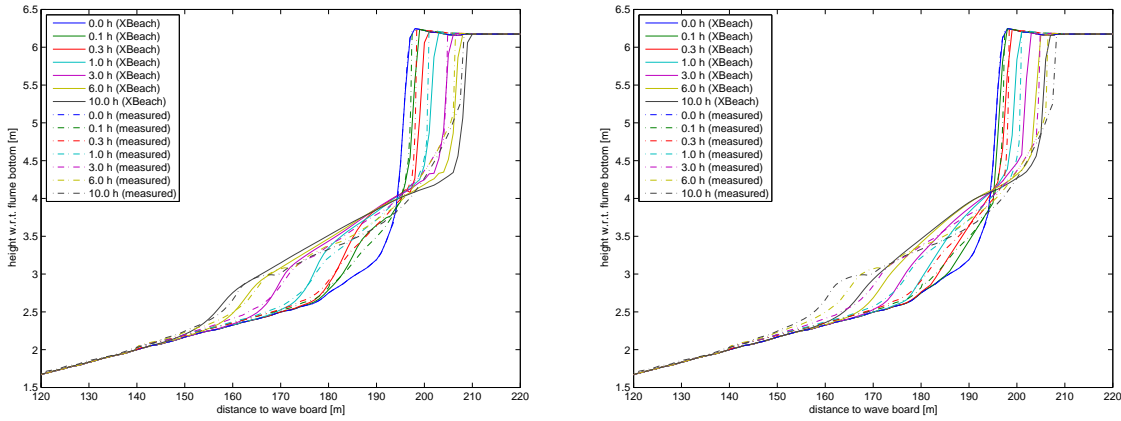 6.5
6
5.5
5
4.5
4
3.5
3
2.5
2
1.5
height w.r.t. flume bottom [m]
0.0 h (XBeach)
0.1 h (XBeach)
0.3 h (XBeach)
1.0 h (XBeach)
3.0 h (XBeach)
6.0 h (XBeach)
10.0 h (XBeach)
0.0 h (measured)
0.1 h (measured)
0.3 h (measured)
1.0 h (measured)
3.0 h (measured)
6.0 h (measured)
10.0 h (measured)
120 130 140 150 160 170 180 190 200 210 220
distance to wave board [m]
6.5
6
5.5
5
4.5
4
3.5
3
2.5
2
1.5
height w.r.t. flume bottom [m]
0.0 h (XBeach)
0.1 h (XBeach)
0.3 h (XBeach)
1.0 h (XBeach)
3.0 h (XBeach)
6.0 h (XBeach)
10.0 h (XBeach)
0.0 h (measured)
0.1 h (measured)
0.3 h (measured)
1.0 h (measured)
3.0 h (measured)
6.0 h (measured)
10.0 h (measured)
120 130 140 150 160 170 180 190 200 210 220
distance to wave board [m]